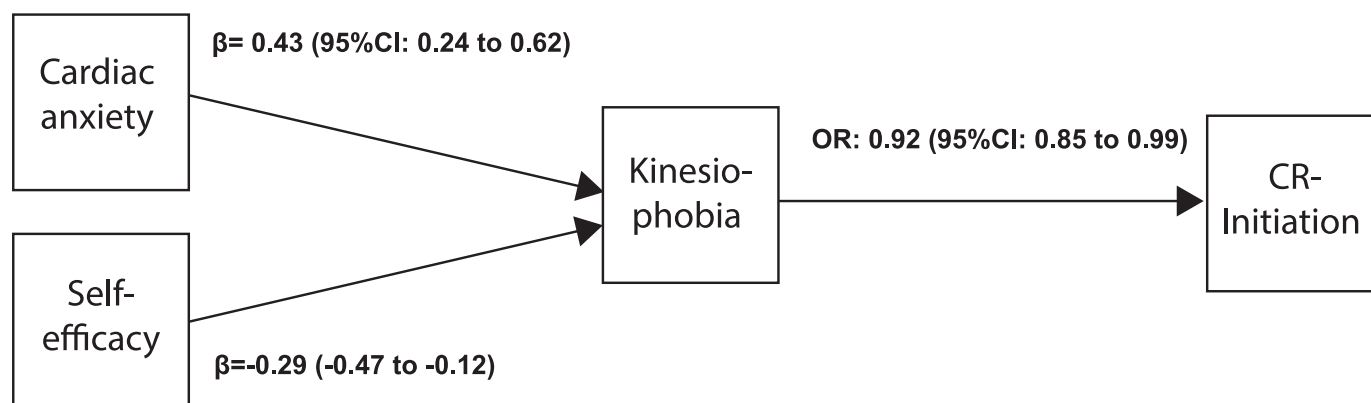 β= 0.43 (95%CI: 0.24 to 0.62)
Cardiac
anxiety
Self-
efficacy
β=-0.29 (-0.47 to -0.12)
Kinesio-
phobia
OR: 0.92 (95%CI: 0.85 to 0.99)
CR-
Initiation